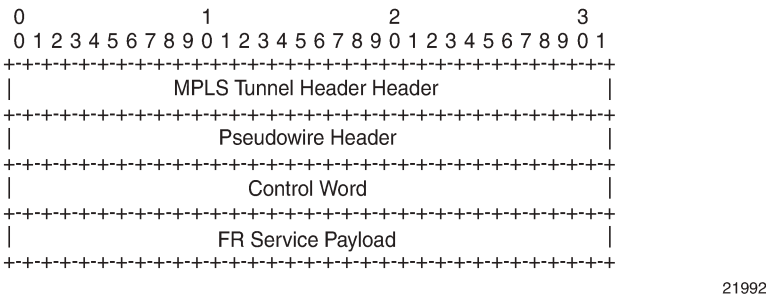 0 1 2 3
0 1 2 3 4 5 6 7 8 9 0 1 2 3 4 5 6 7 8 9 0 1 2 3 4 5 6 7 8 9 0 1
+-+-+-+-+-+-+-+-+-+-+-+-+-+-+-+-+-+-+-+-+-+-+-+-+-+-+-+-+-+-+-+-+
| MPLS Tunnel Header Header |
+-+-+-+-+-+-+-+-+-+-+-+-+-+-+-+-+-+-+-+-+-+-+-+-+-+-+-+-+-+-+-+-+
| Pseudowire Header |
+-+-+-+-+-+-+-+-+-+-+-+-+-+-+-+-+-+-+-+-+-+-+-+-+-+-+-+-+-+-+-+-+
| Control Word |
+-+-+-+-+-+-+-+-+-+-+-+-+-+-+-+-+-+-+-+-+-+-+-+-+-+-+-+-+-+-+-+-+
| FR Service Payload |
+-+-+-+-+-+-+-+-+-+-+-+-+-+-+-+-+-+-+-+-+-+-+-+-+-+-+-+-+-+-+-+-+
21992